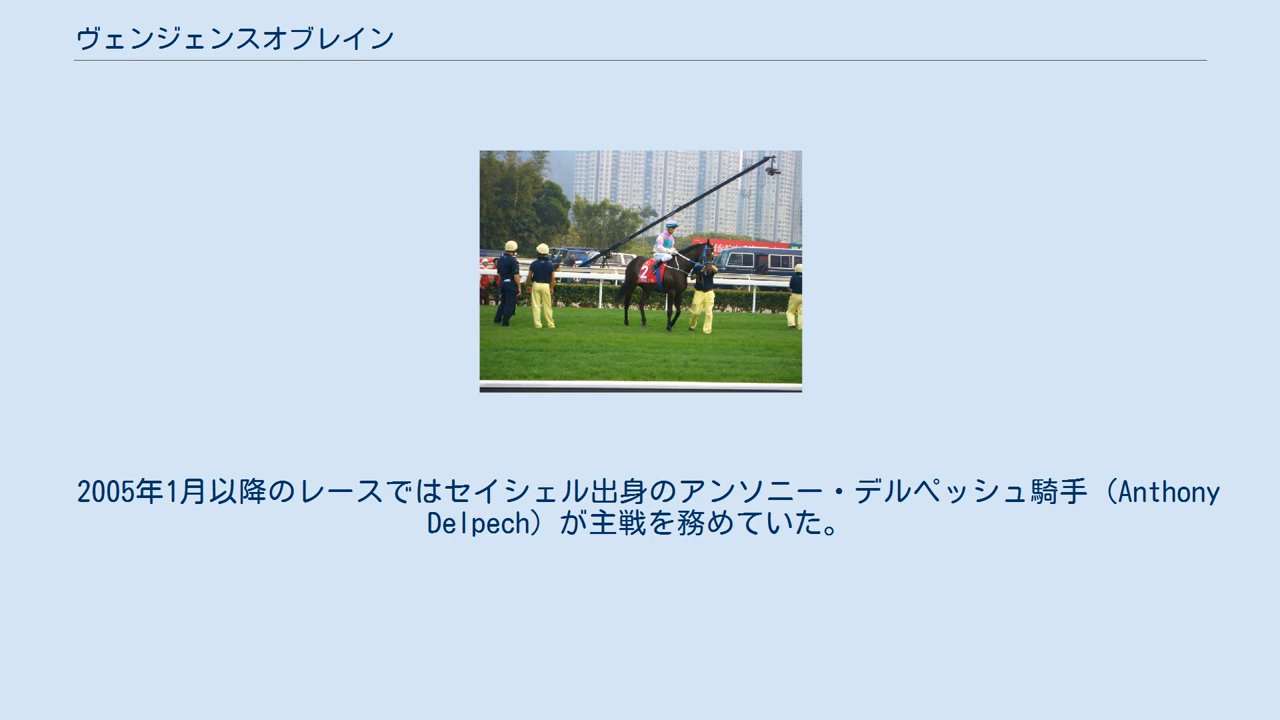 ヴェンジェンスオブレイン
2
2005年1月以降のレースではセイシェル出身のアンソニー・デルペッシュ騎手（Anthony
Delpech）が主戦を務めていた。